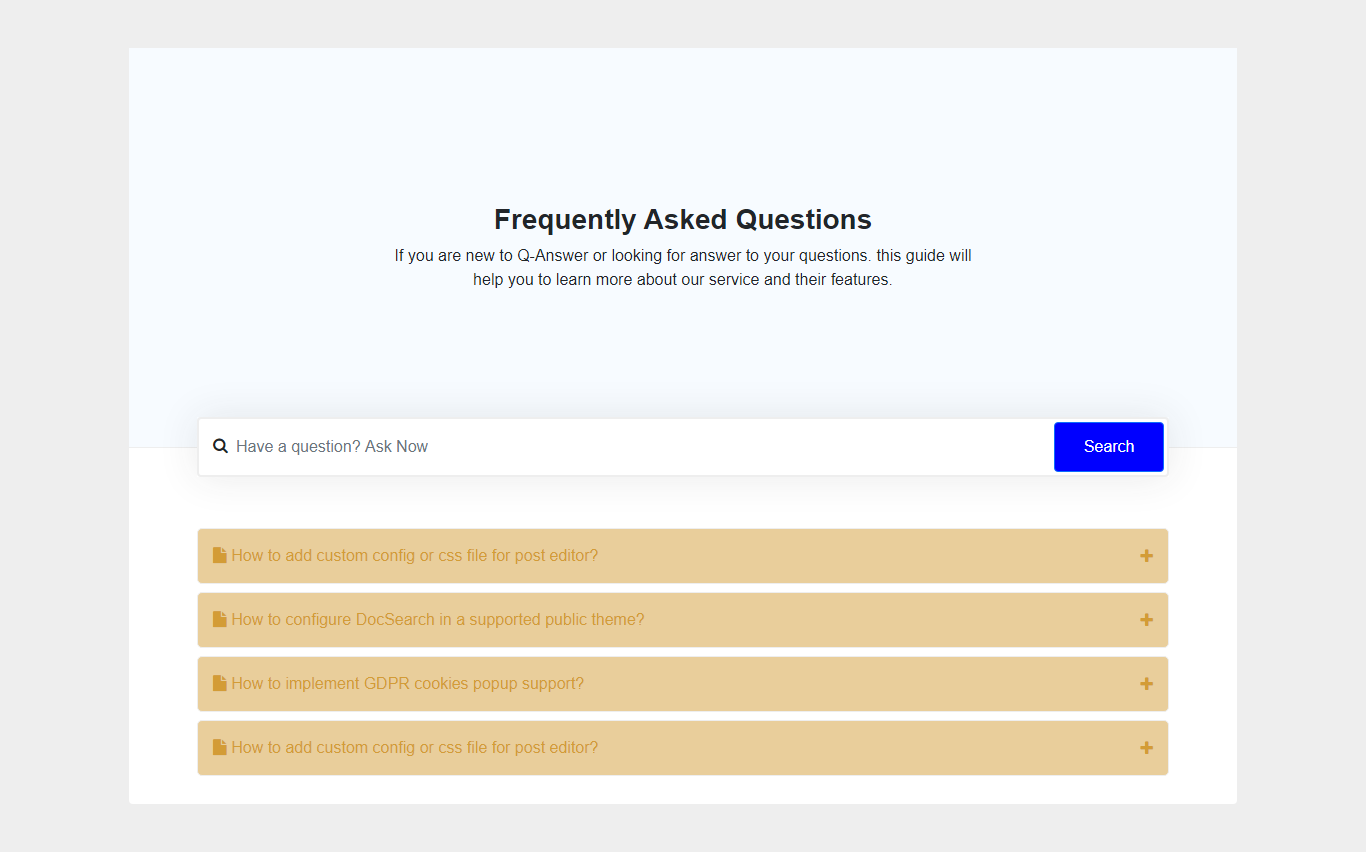 Frequently Asked Questions
If you are new to Q-Answer or looking for answer to your questions. this guide will
help you to learn more about our service and their features.
Have a question? Ask Now
Search
How to add custom config or css file for post editor?
How to configure DocSearch in a supported public theme?
How to implement GDPR cookies popup support?
How to add custom config or css file for post editor?